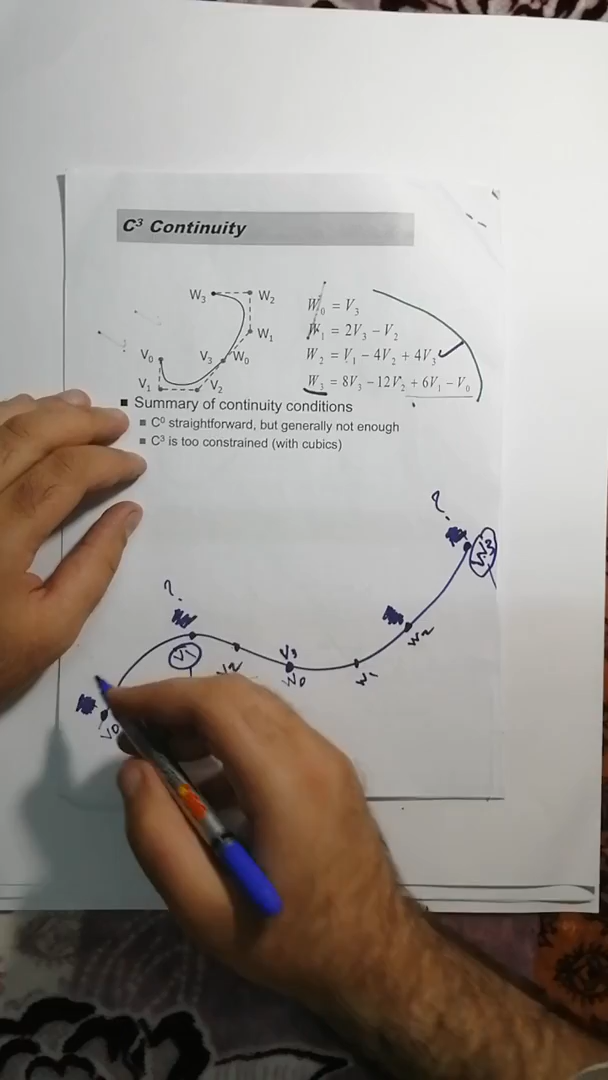 C³ Continuity
W₃ W₂
W₁
V₀ V₃ W₀
V₁ V₂
W₀ = V₃
W₁ = 2V₃ − V₂
W₂ = V₁ − 4V₂ + 4V₃
W₃ = 8V₃ − 12V₂ + 6V₁ − V₀
■ Summary of continuity conditions
■ C⁰ straightforward, but generally not enough
■ C³ is too constrained (with cubics)
?
W3
?
V1
V2
V3
W0
W1
W2
V0